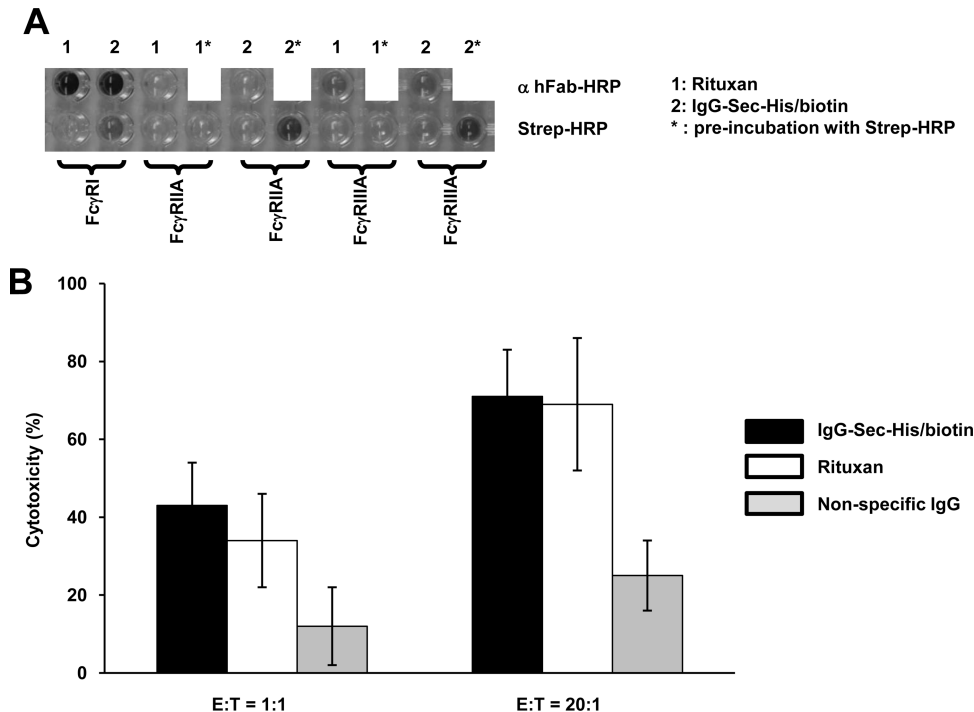 A
1 2 1 1* 2 2* 1 1* 2 2*
α hFab-HRP
Strep-HRP
1: Rituxan
2: IgG-Sec-His/biotin
* : pre-incubation with Strep-HRP
FcγRI
FcγRIIA
FcγRIIA
FcγRIIIA
FcγRIIIA
B
Cytotoxicity (%)
100
80
60
40
20
0
E:T = 1:1
E:T = 20:1
IgG-Sec-His/biotin
Rituxan
Non-specific IgG